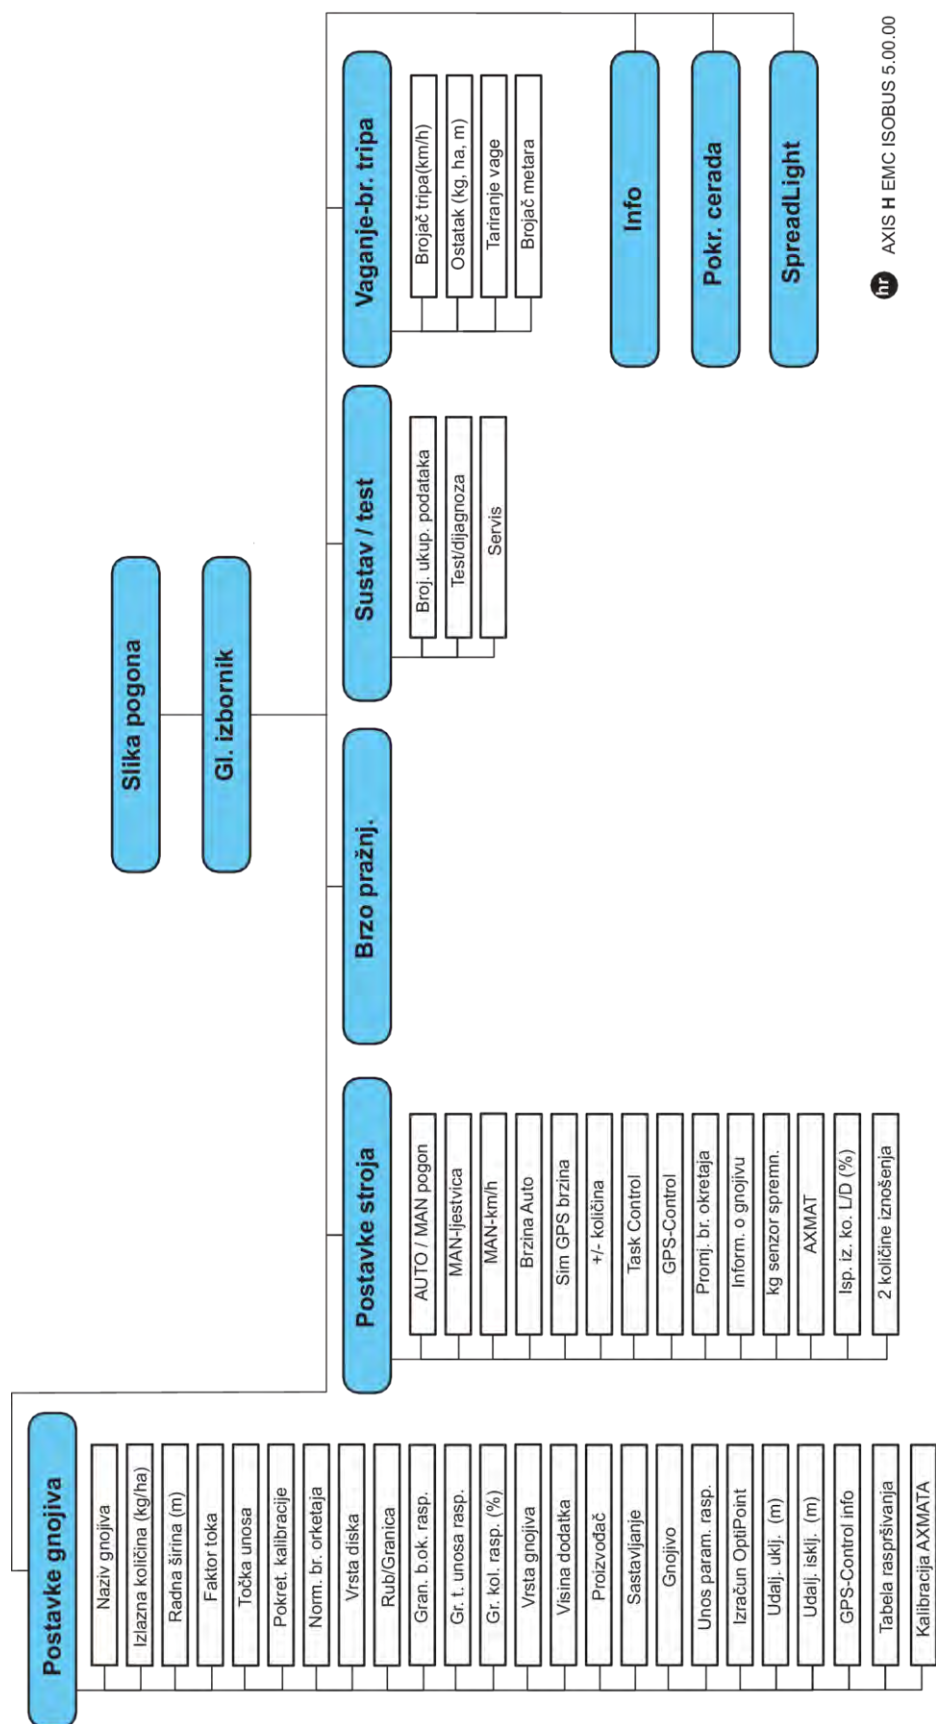 Slika pogona
Gl. izbornik
Postavke gnojiva
Naziv gnojiva
Izlazna količina (kg/ha)
Radna širina (m)
Faktor toka
Točka unosa
Pokret. kalibracije
Norm. br. orketaja
Vrsta diska
Rub/Granica
Gran. b.ok. rasp.
Gr. t. unosa rasp.
Gr. kol. rasp. (%)
Vrsta gnojiva
Visina dodatka
Proizvođač
Sastavljanje
Gnojivo
Unos param. rasp.
Izračun OptiPoint
Udalj. uklj. (m)
Udalj. isklj. (m)
GPS-Control info
Tabela raspršivanja
Kalibracija AXMATA
Postavke stroja
AUTO / MAN pogon
MAN-ljestvica
MAN-km/h
Brzina Auto
Sim GPS brzina
+/- količina
Task Control
GPS-Control
Promj. br. okretaja
Inform. o gnojivu
kg senzor spremn.
AXMAT
Isp. iz. ko. L/D (%)
2 količine iznošenja
Brzo pražnj.
Sustav / test
Broj. ukup. podataka
Test/dijagnoza
Servis
Vaganje-br. tripa
Brojač tripa(km/h)
Ostatak (kg, ha, m)
Tariranje vage
Brojač metara
Info
Pokr. cerada
SpreadLight
hr AXIS H EMC ISOBUS 5.00.00